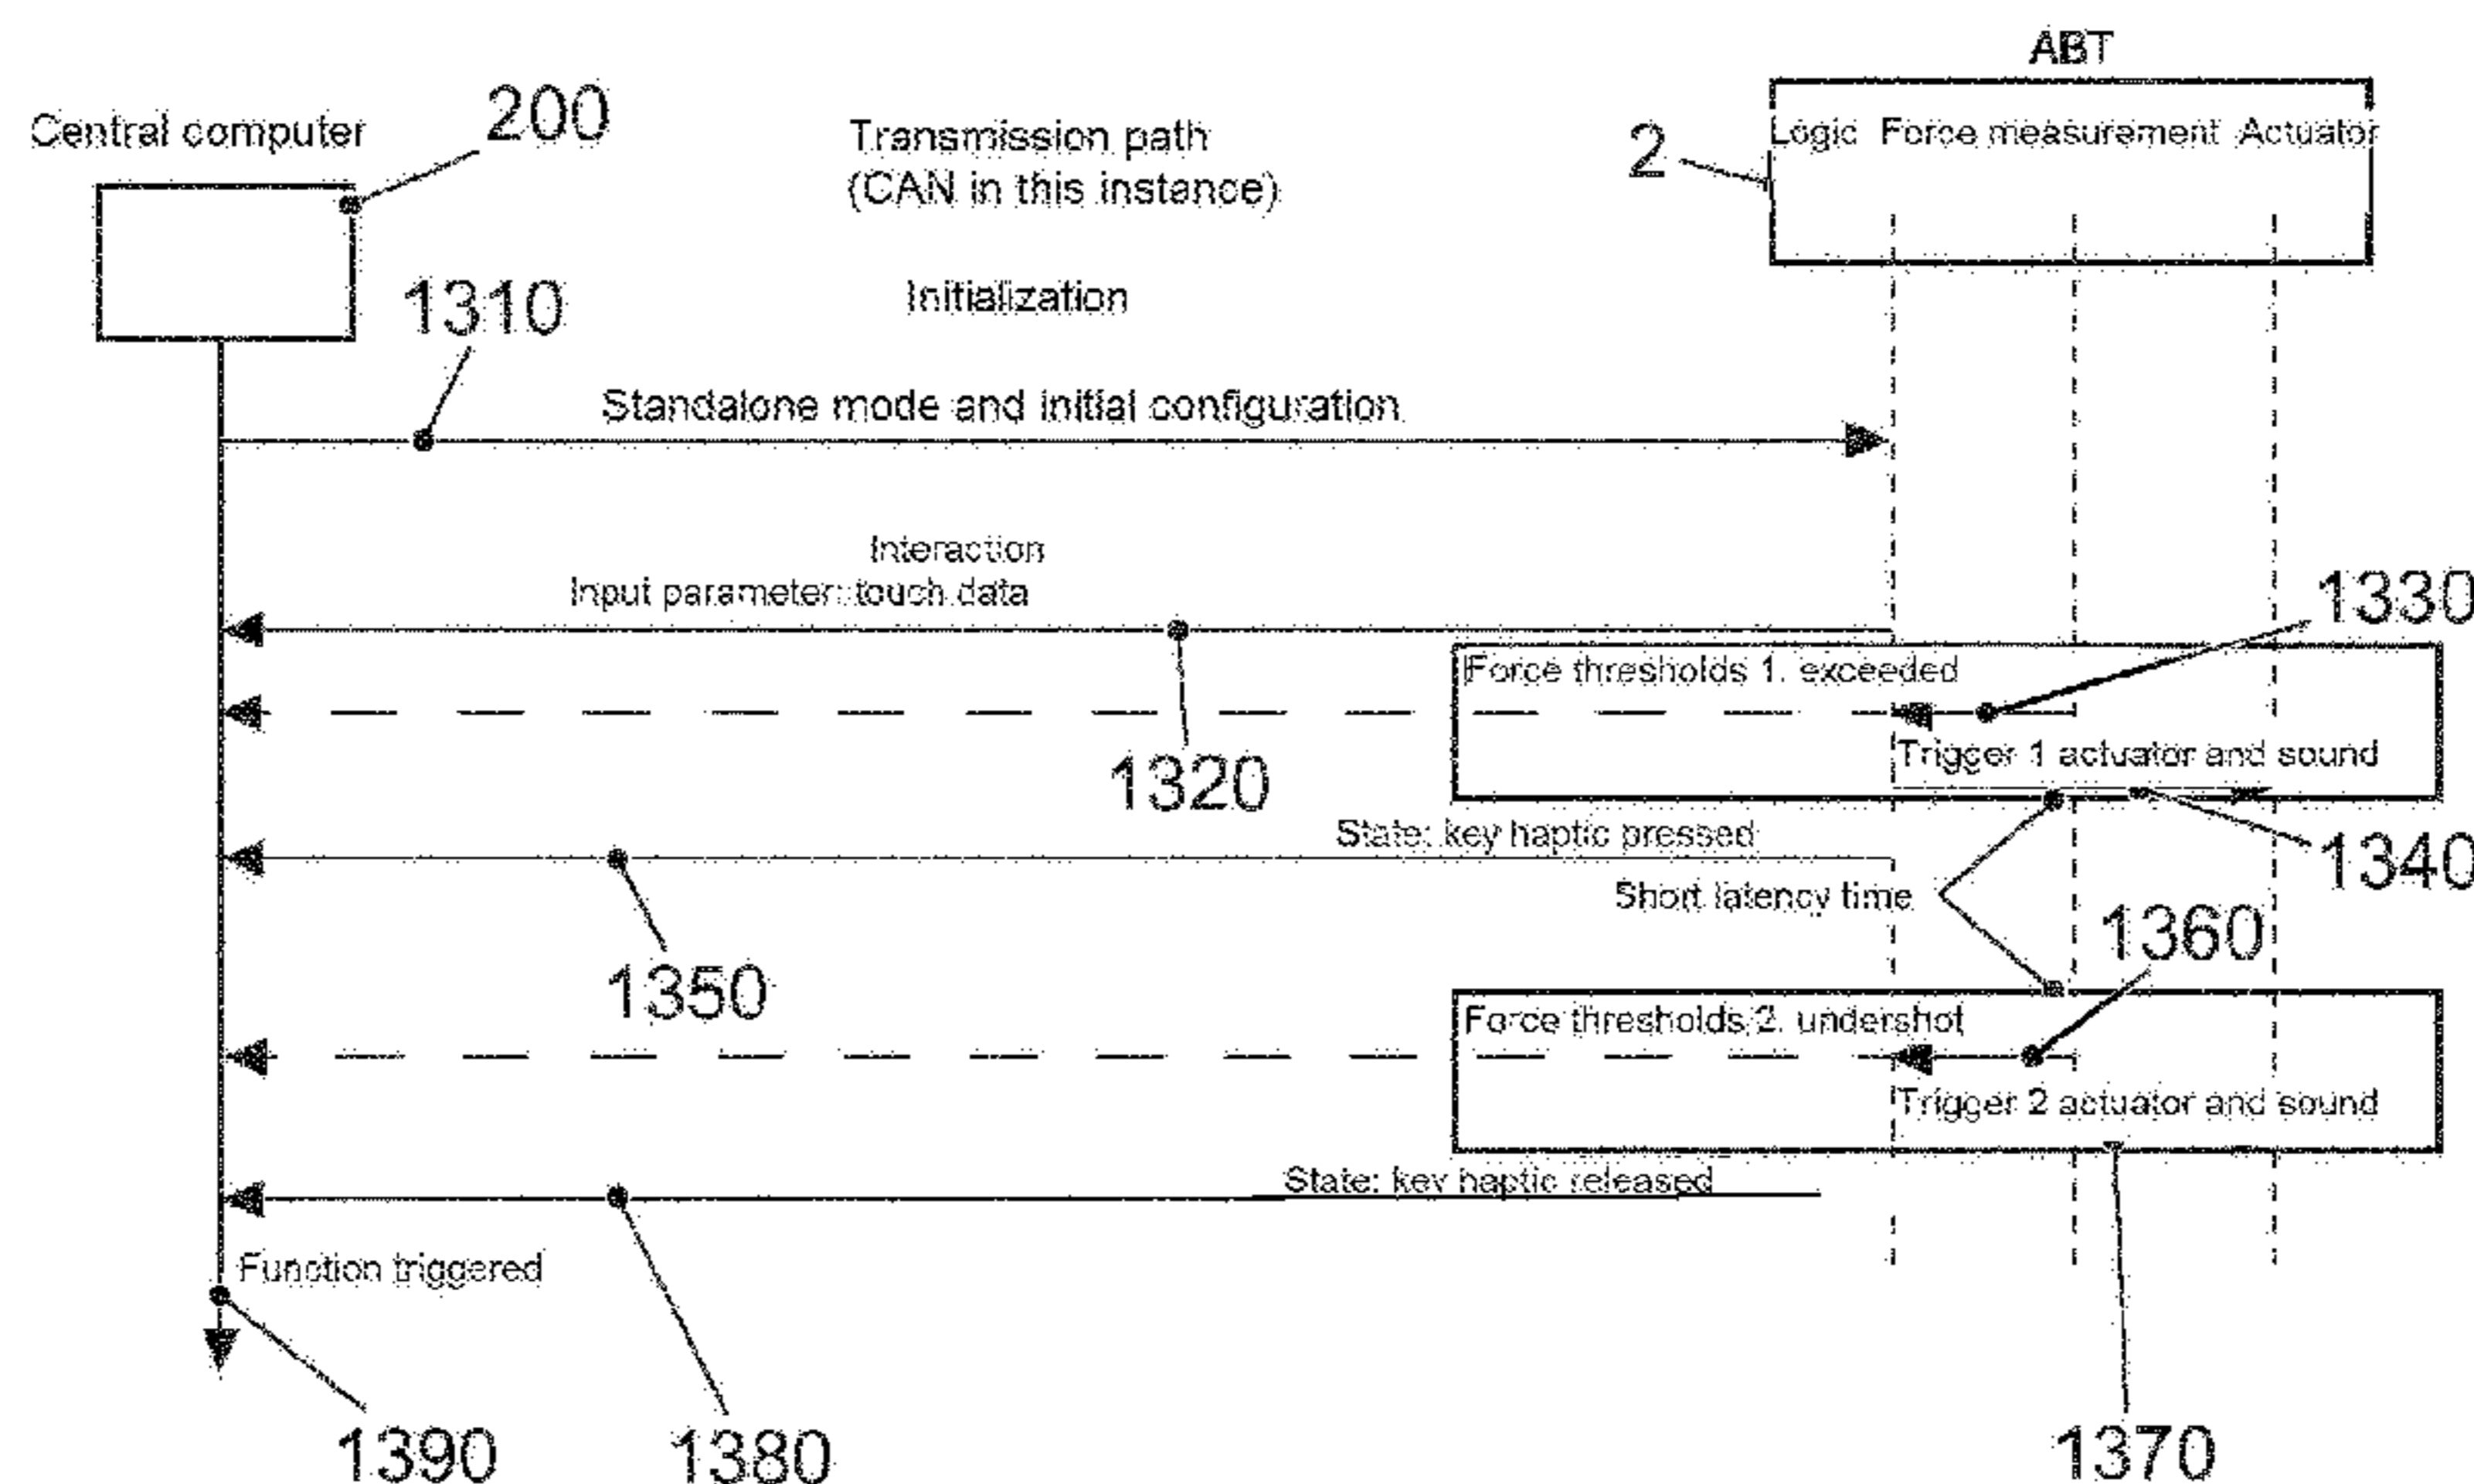 ABT
Central computer
200
Transmission path
(CAN in this instance)
2
Logic Force measurement Actuator
1310
Initialization
Standalone mode and initial configuration
Interaction
Input parameter: touch data
1330
Force thresholds 1. exceeded
Trigger 1 actuator and sound
1320
State: key haptic pressed
1340
Short latency time
1360
1350
Force thresholds 2. undershot
Trigger 2 actuator and sound
State: key haptic released
Function triggered
1390
1380
1370